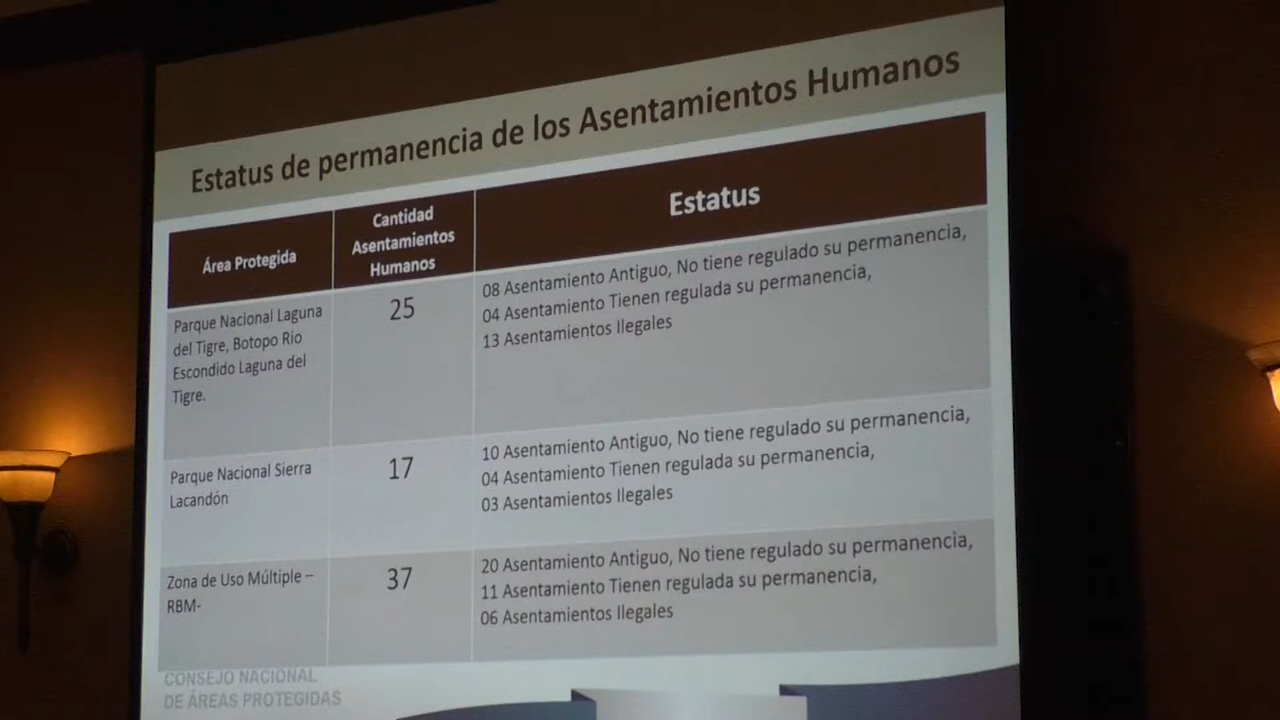 Estatus de permanencia de los Asentamientos Humanos
Área Protegida
Cantidad
Asentamientos
Humanos
Estatus
Parque Nacional Laguna
del Tigre, Botopo Rio
Escondido Laguna del
Tigre.
25
08 Asentamiento Antiguo, No tiene regulado su permanencia,
04 Asentamiento Tienen regulada su permanencia,
13 Asentamientos Ilegales
Parque Nacional Sierra
Lacandón
17
10 Asentamiento Antiguo, No tiene regulado su permanencia,
04 Asentamiento Tienen regulada su permanencia,
03 Asentamientos Ilegales
Zona de Uso Múltiple –
RBM-
37
20 Asentamiento Antiguo, No tiene regulado su permanencia,
11 Asentamiento Tienen regulada su permanencia,
06 Asentamientos Ilegales
CONSEJO NACIONAL
DE ÁREAS PROTEGIDAS